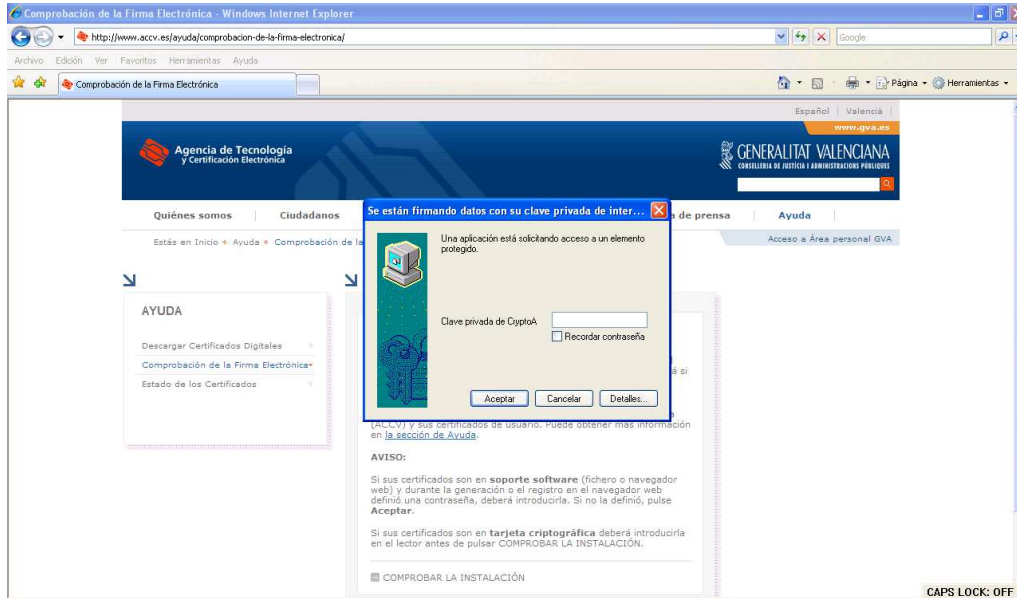 Comprobación de la Firma Electrónica - Windows Internet Explorer
http://www.accv.es/ayuda/comprobacion-de-la-firma-electronica/
Google
Archivo Edición Ver Favoritos Herramientas Ayuda
Comprobación de la Firma Electrónica
Página Herramientas
Español | Valencià
www.gva.es
Agencia de Tecnología
y Certificación Electrónica
GENERALITAT VALENCIANA
CONSELLERIA DE JUSTÍCIA I ADMINISTRACIONS PÚBLIQUES
Quiénes somos Ciudadanos
de prensa Ayuda
Estás en Inicio Ayuda Comprobación de la
Acceso a Área personal GVA
Se están firmando datos con su clave privada de inter...
Una aplicación está solicitando acceso a un elemento
protegido.
Clave privada de CryptoA
Recordar contraseña
Aceptar Cancelar Detalles...
AYUDA
Descargar Certificados Digitales
Comprobación de la Firma Electrónica
Estado de los Certificados
á si
(ACCV) y sus certificados de usuario. Puede obtener más información
en la sección de Ayuda.
AVISO:
Si sus certificados son en soporte software (fichero o navegador
web) y durante la generación o el registro en el navegador web
definió una contraseña, deberá introducirla. Si no la definió, pulse
Aceptar.
Si sus certificados son en tarjeta criptográfica deberá introducirla
en el lector antes de pulsar COMPROBAR LA INSTALACIÓN.
COMPROBAR LA INSTALACIÓN
CAPS LOCK: OFF